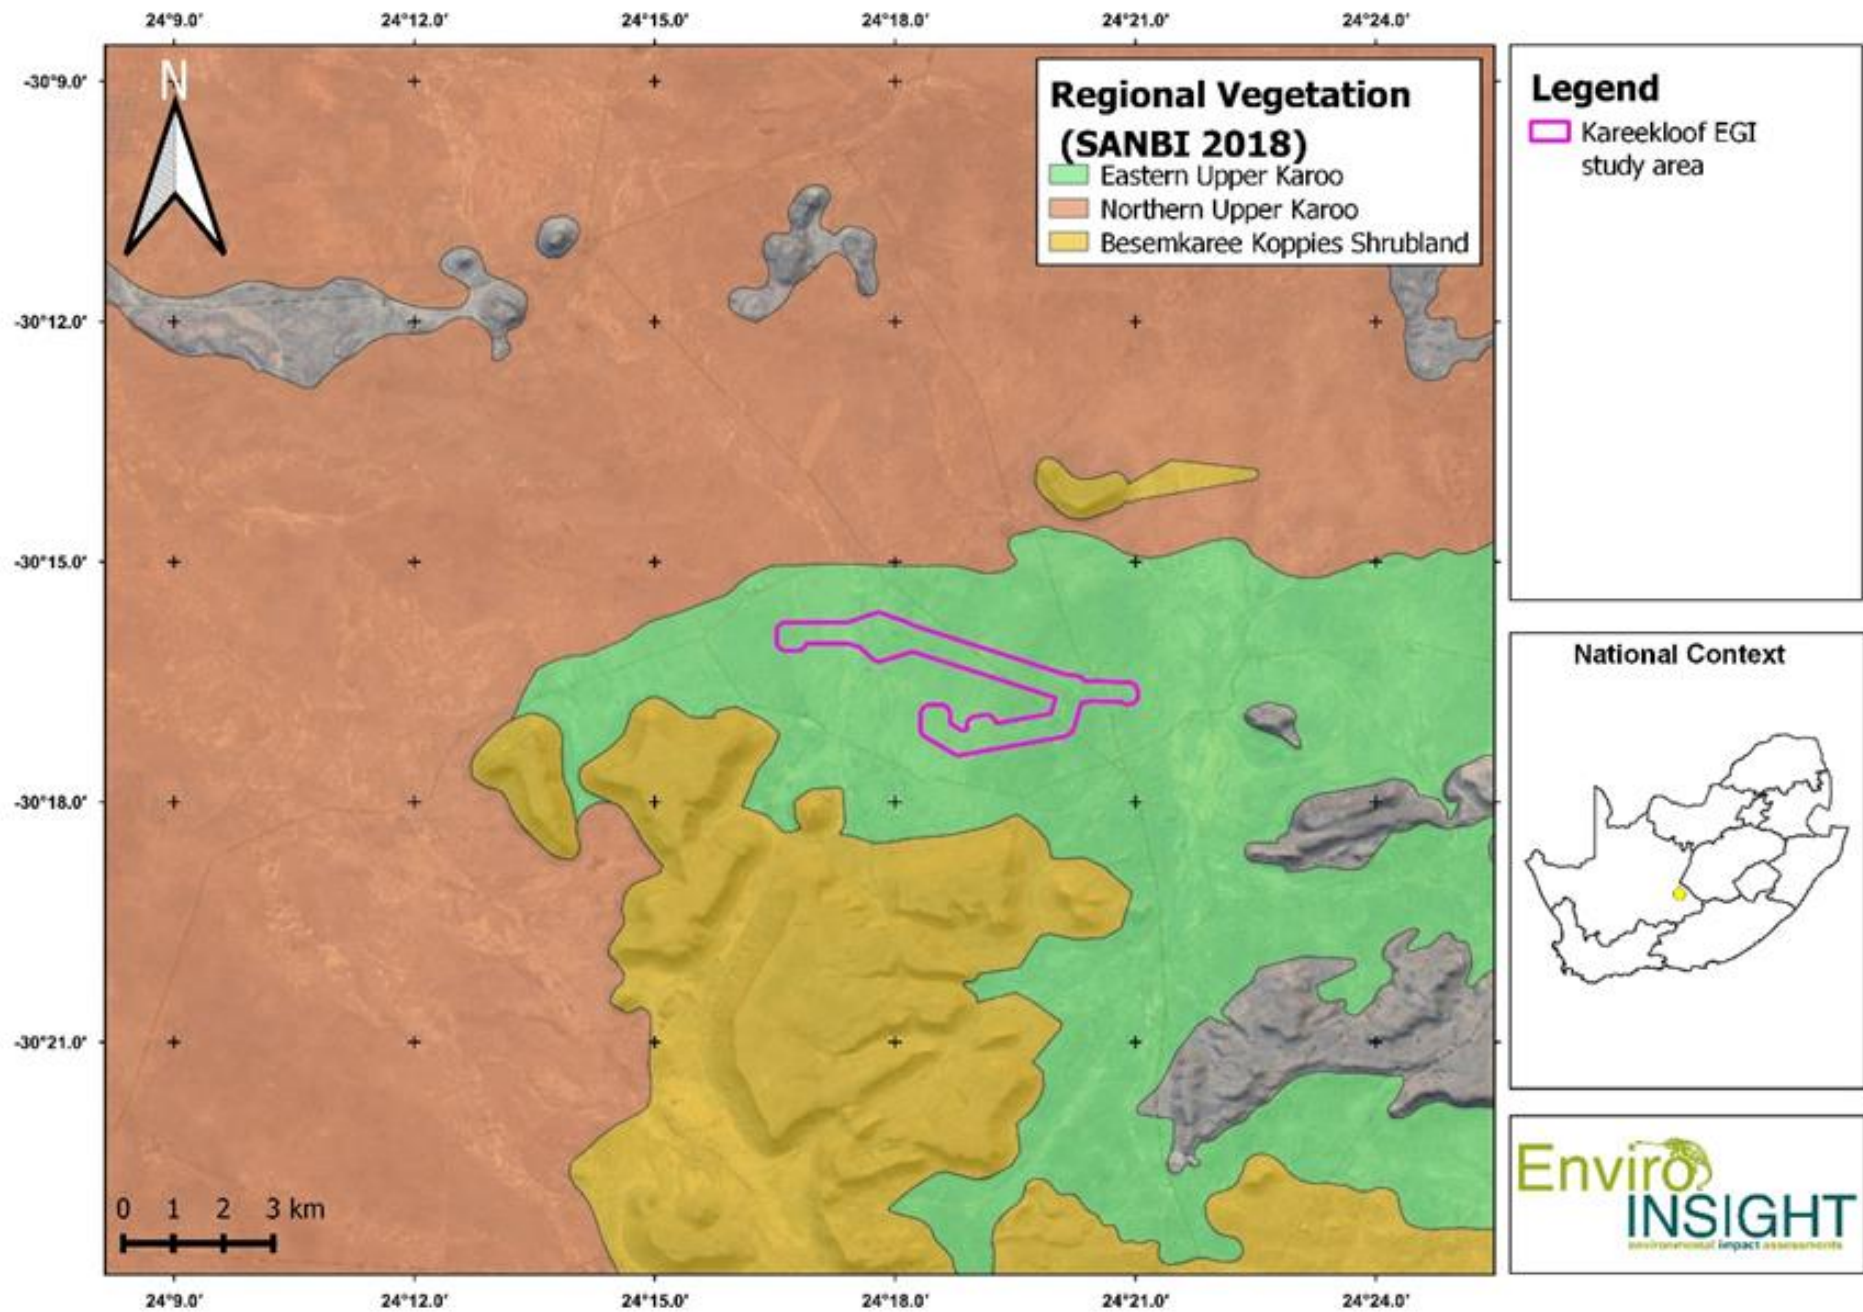 24°9.0′ 24°12.0′ 24°15.0′ 24°18.0′ 24°21.0′ 24°24.0′
-30°9.0′
N
Regional Vegetation
(SANBI 2018)
Eastern Upper Karoo
Northern Upper Karoo
Besemkaree Koppies Shrubland
Legend
Kareekloof EGI
study area
-30°12.0′
-30°15.0′
National Context
-30°18.0′
-30°21.0′
0 1 2 3 km
Enviro
INSIGHT
environmental impact assessments
24°9.0′ 24°12.0′ 24°15.0′ 24°18.0′ 24°21.0′ 24°24.0′